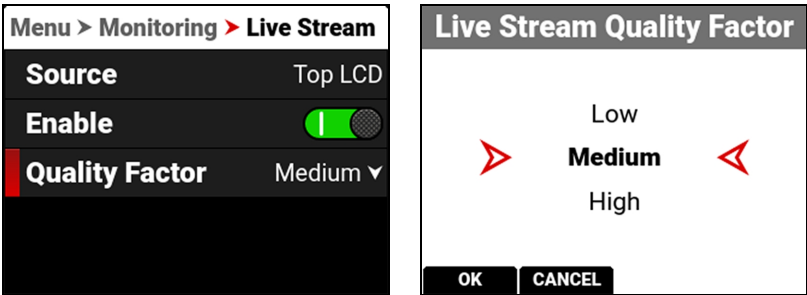 Menu > Monitoring > Live Stream
Source Top LCD
Enable
Quality Factor Medium
Live Stream Quality Factor
Low
Medium
High
OK CANCEL